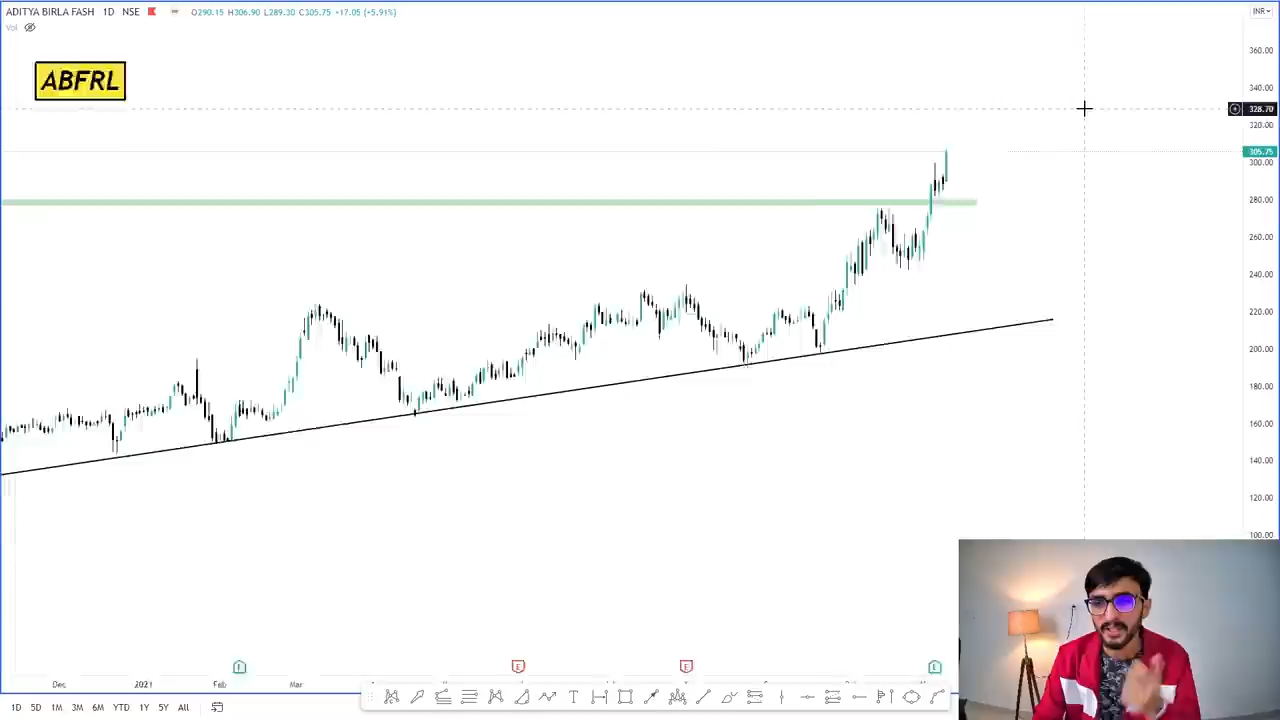 ADITYA BIRLA FASH 1D NSE O290.15 H306.90 L289.30 C305.75 +17.05 (+5.91%) INR
Vol
ABFRL
360.00
340.00
328.70
320.00
305.75
300.00
280.00
260.00
240.00
220.00
200.00
180.00
160.00
140.00
120.00
100.00
E E E E
Dec 2021 Feb Mar
1D 5D 1M 3M 6M YTD 1Y 5Y All